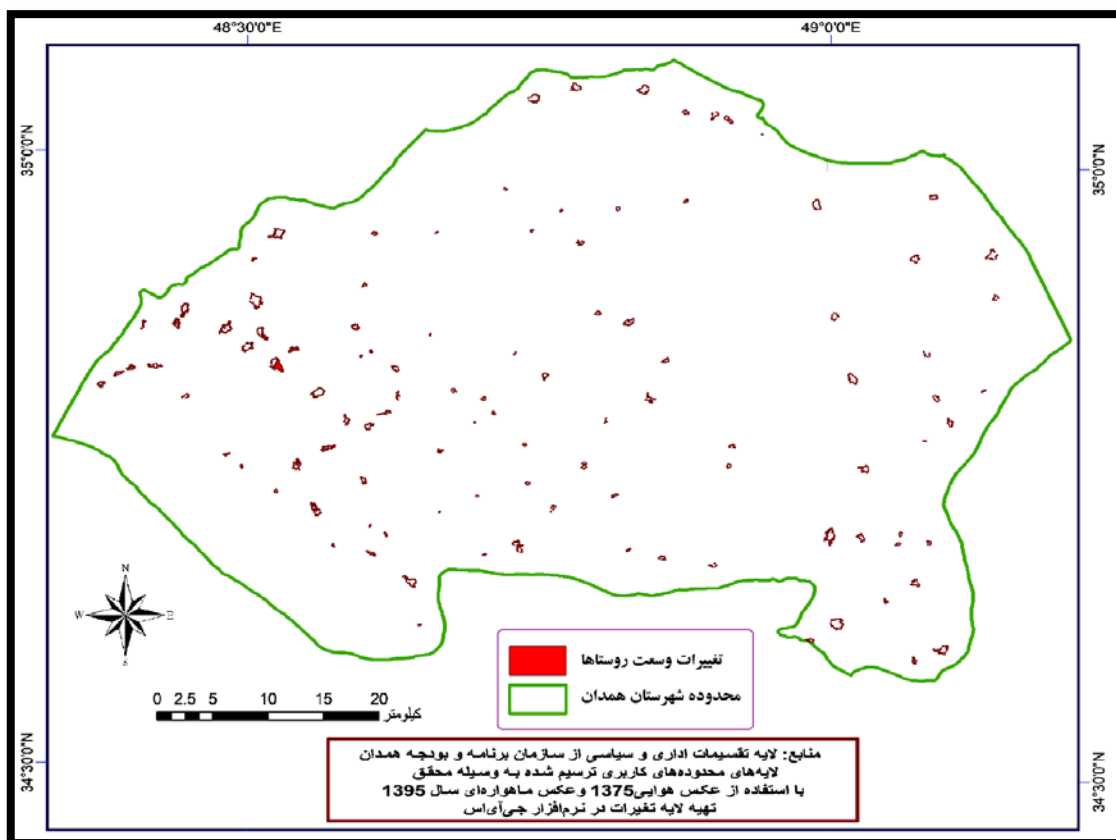 48°30'0"E
49°0'0"E
35°0'0"N
35°0'0"N
N
W
E
S
تغییرات وسعت روستاها
محدوده شهرستان همدان
0 2.5 5 10 15 20
کیلومتر
34°30'0"N
34°30'0"N
منابع: لایه تقسیمات اداری و سیاسی از سازمان برنامه و بودجه همدان
لایه‌های محدوده‌های کاربری ترسیم شده به وسیله محقق
با استفاده از عکس هوایی1375 وعکس ماهواره‌ای سال 1395
تهیه لایه تغیرات در نرم‌افزار جی‌آی‌اس